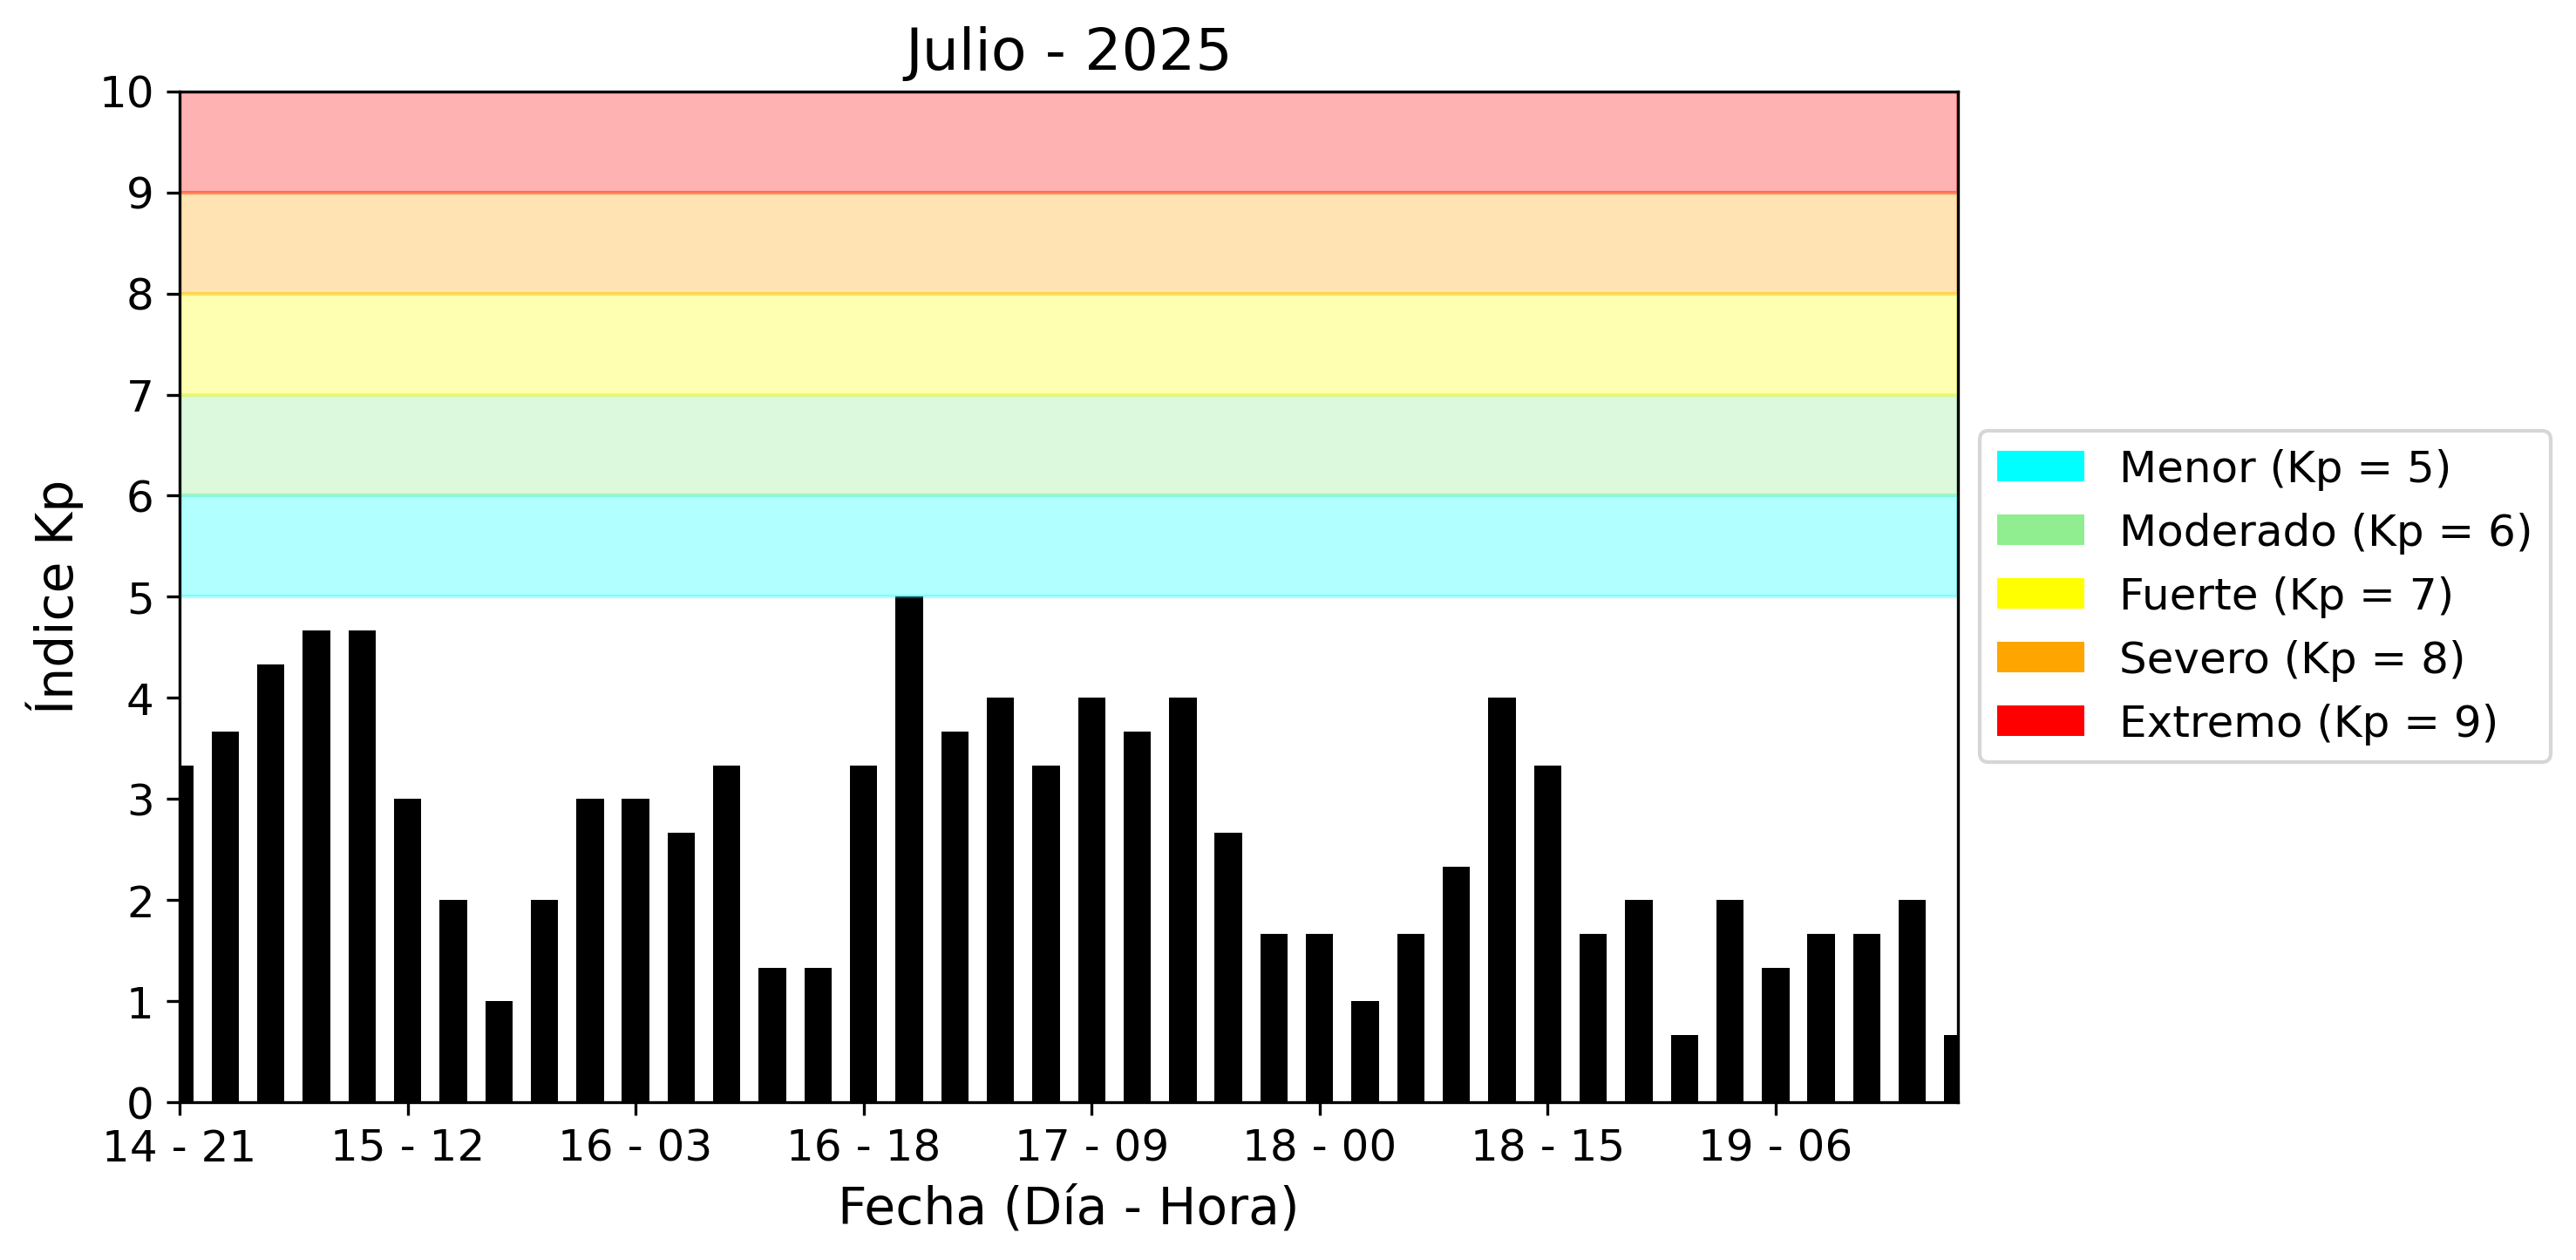 Julio - 2025
10
9
8
7
6
5
4
3
2
1
0
Índice Kp
14 - 21
15 - 12
16 - 03
16 - 18
17 - 09
18 - 00
18 - 15
19 - 06
Fecha (Día - Hora)
Menor (Kp = 5)
Moderado (Kp = 6)
Fuerte (Kp = 7)
Severo (Kp = 8)
Extremo (Kp = 9)